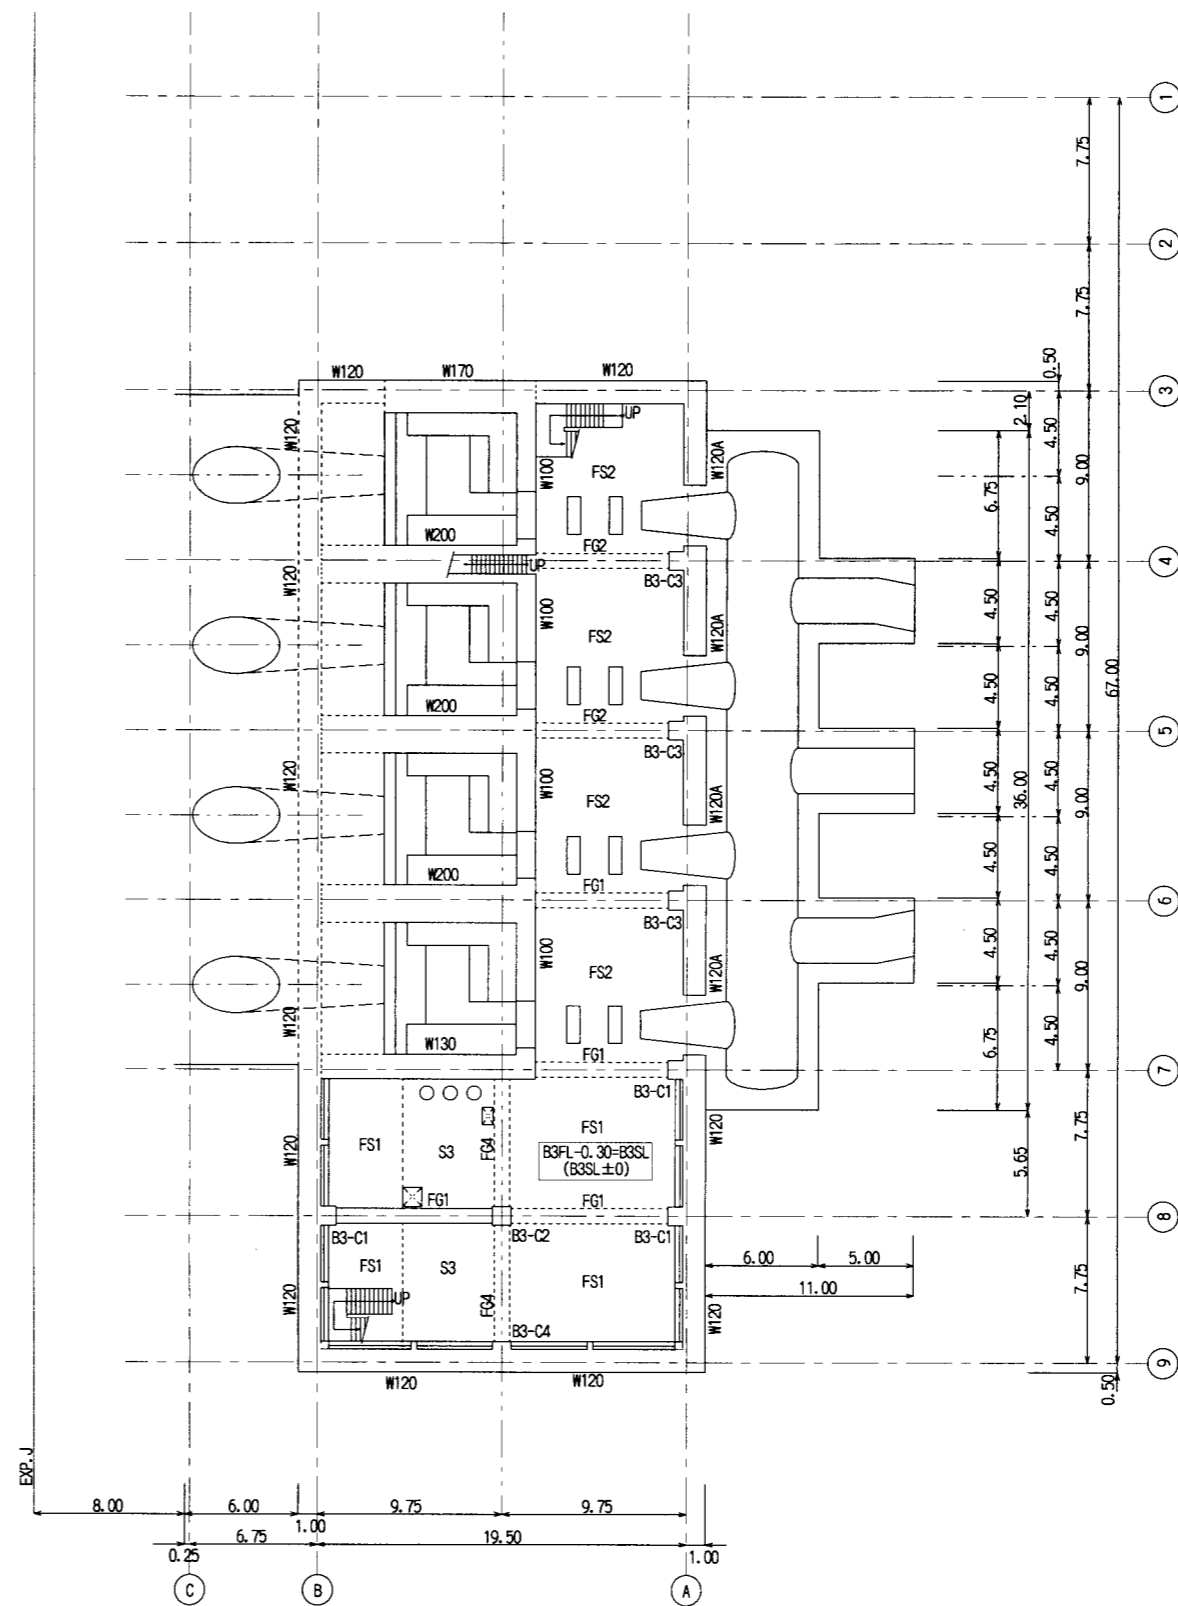 1
7.75
2
7.75
0.50
3
W120
W170
W120
2.10
UP
W120
W120A
4.50
9.00
FS2
W100
6.75
W200
4.50
FG2
4
UP
W120
B3-C3
4.50
4.50
W100
FS2
W120A
9.00
67.00
W200
4.50
4.50
FG2
5
B3-C3
W120
4.50
36.00
4.50
W100
FS2
W120A
9.00
W200
4.50
4.50
FG1
6
B3-C3
W100
4.50
4.50
FS2
W120A
9.00
W120
W130
6.75
4.50
FG1
7
B3-C1
W120
FS1
W120
FS1
S3
FG4
B3FL-0.30=B3SL
(B3SL±0)
5.65
7.75
FG1
FG1
8
B3-C1
B3-C2
B3-C1
FS1
S3
FS1
6.00
5.00
11.00
7.75
W120
UP
FG4
B3-C4
W120
9
W120
W120
0.50
EXP.J
8.00
6.00
9.75
9.75
1.00
6.75
19.50
0.25
1.00
C
B
A